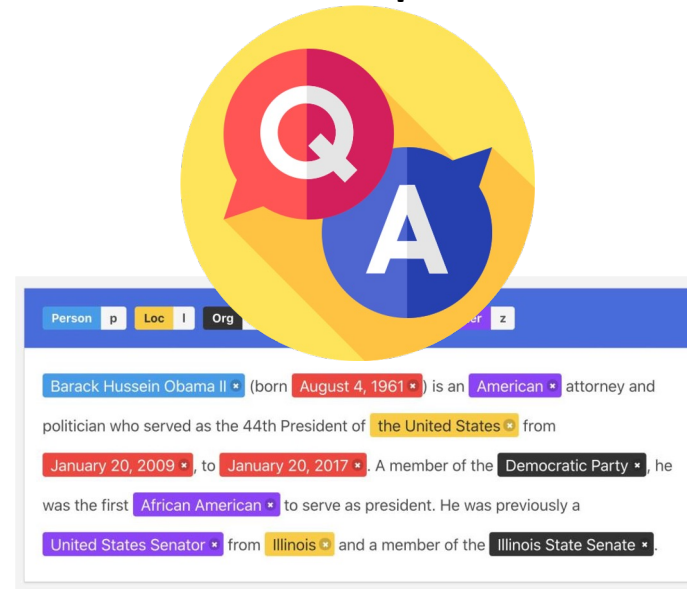 Q
A
Person p Loc l Org z
Barack Hussein Obama II (born August 4, 1961) is an American attorney and
politician who served as the 44th President of the United States from
January 20, 2009, to January 20, 2017. A member of the Democratic Party, he
was the first African American to serve as president. He was previously a
United States Senator from Illinois and a member of the Illinois State Senate.